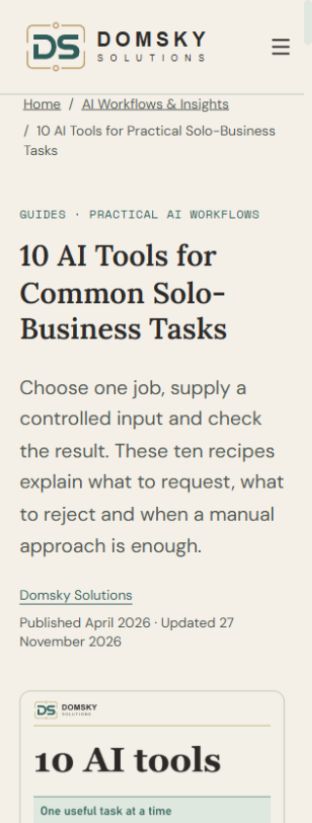 DS DOMSKY
SOLUTIONS
Home / AI Workflows & Insights
/ 10 AI Tools for Practical Solo-Business
Tasks
GUIDES · PRACTICAL AI WORKFLOWS
10 AI Tools for
Common Solo-
Business Tasks
Choose one job, supply a
controlled input and check
the result. These ten recipes
explain what to request, what
to reject and when a manual
approach is enough.
Domsky Solutions
Published April 2026 · Updated 27
November 2026
DS DOMSKY
SOLUTIONS
10 AI tools
One useful task at a time